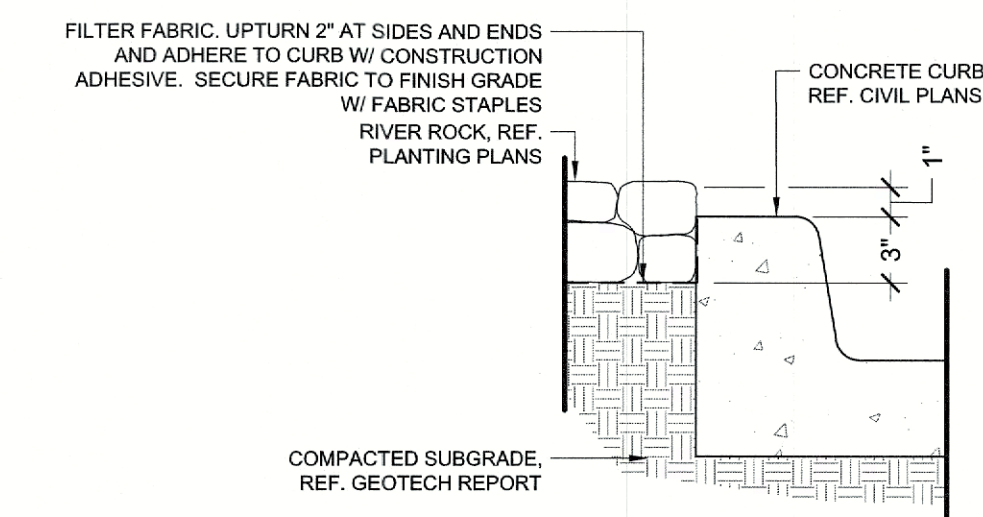 FILTER FABRIC. UPTURN 2" AT SIDES AND ENDS
AND ADHERE TO CURB W/ CONSTRUCTION
ADHESIVE. SECURE FABRIC TO FINISH GRADE
W/ FABRIC STAPLES
RIVER ROCK, REF.
PLANTING PLANS
CONCRETE CURB
REF. CIVIL PLANS
1"
3"
COMPACTED SUBGRADE,
REF. GEOTECH REPORT